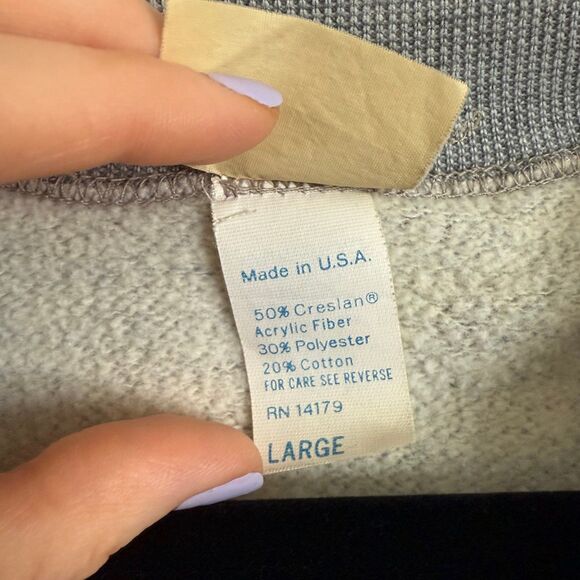 Made in U.S.A.
50% Creslan®
Acrylic Fiber
30% Polyester
20% Cotton
FOR CARE SEE REVERSE
RN 14179
LARGE